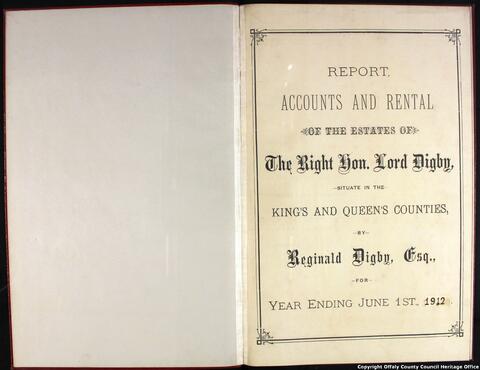 REPORT,
ACCOUNTS AND RENTAL
OF THE ESTATES OF
The Right Hon. Lord Digby,
SITUATE IN THE
KING'S AND QUEEN'S COUNTIES,
—BY—
Reginald Digby, Esq.,
—FOR—
YEAR ENDING JUNE 1ST, 1912.
Copyright Offaly County Council Heritage Office